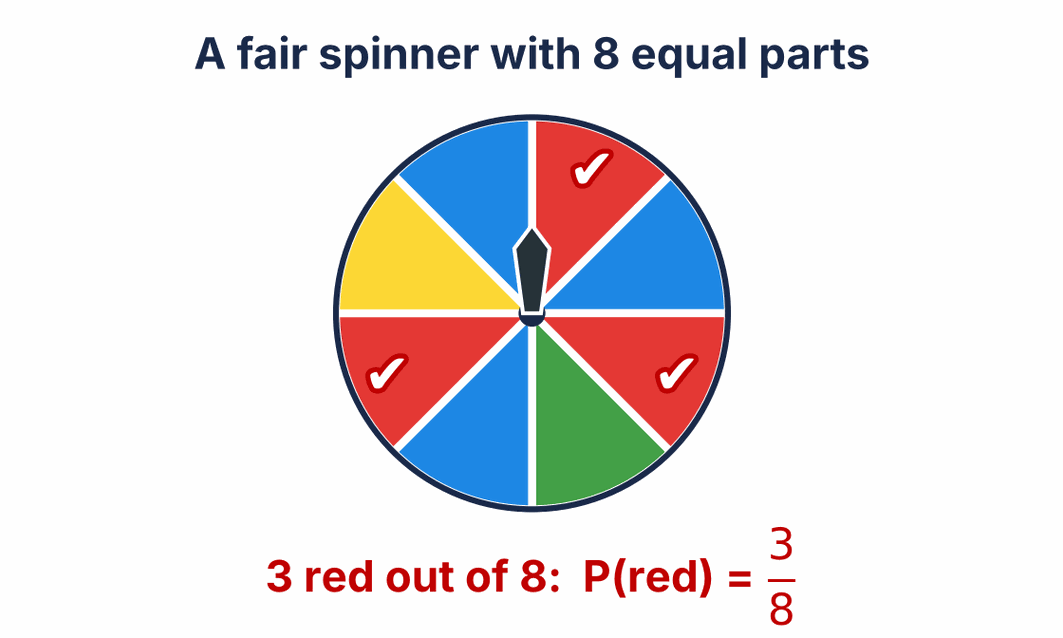 A fair spinner with 8 equal parts
✔
✔
✔
3 red out of 8: P(red) = 3/8